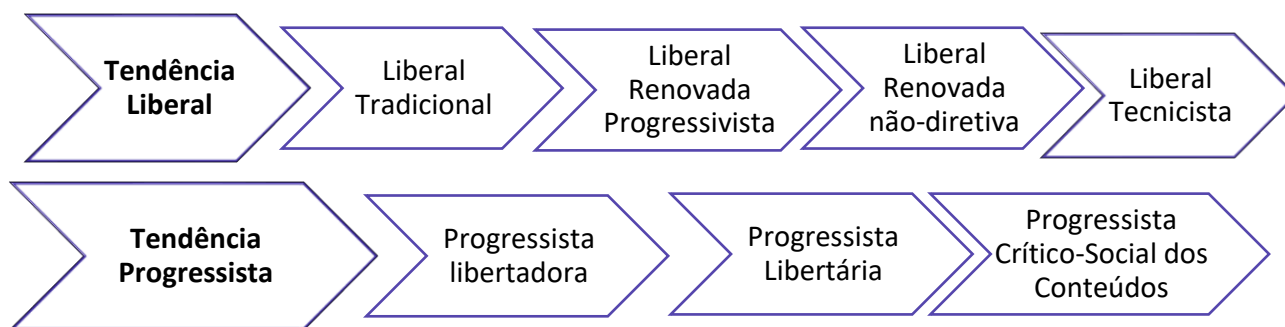 Tendência
Liberal
Liberal
Tradicional
Liberal
Renovada
Progressivista
Liberal
Renovada
não-diretiva
Liberal
Tecnicista
Tendência
Progressista
Progressista
libertadora
Progressista
Libertária
Progressista
Crítico-Social dos
Conteúdos